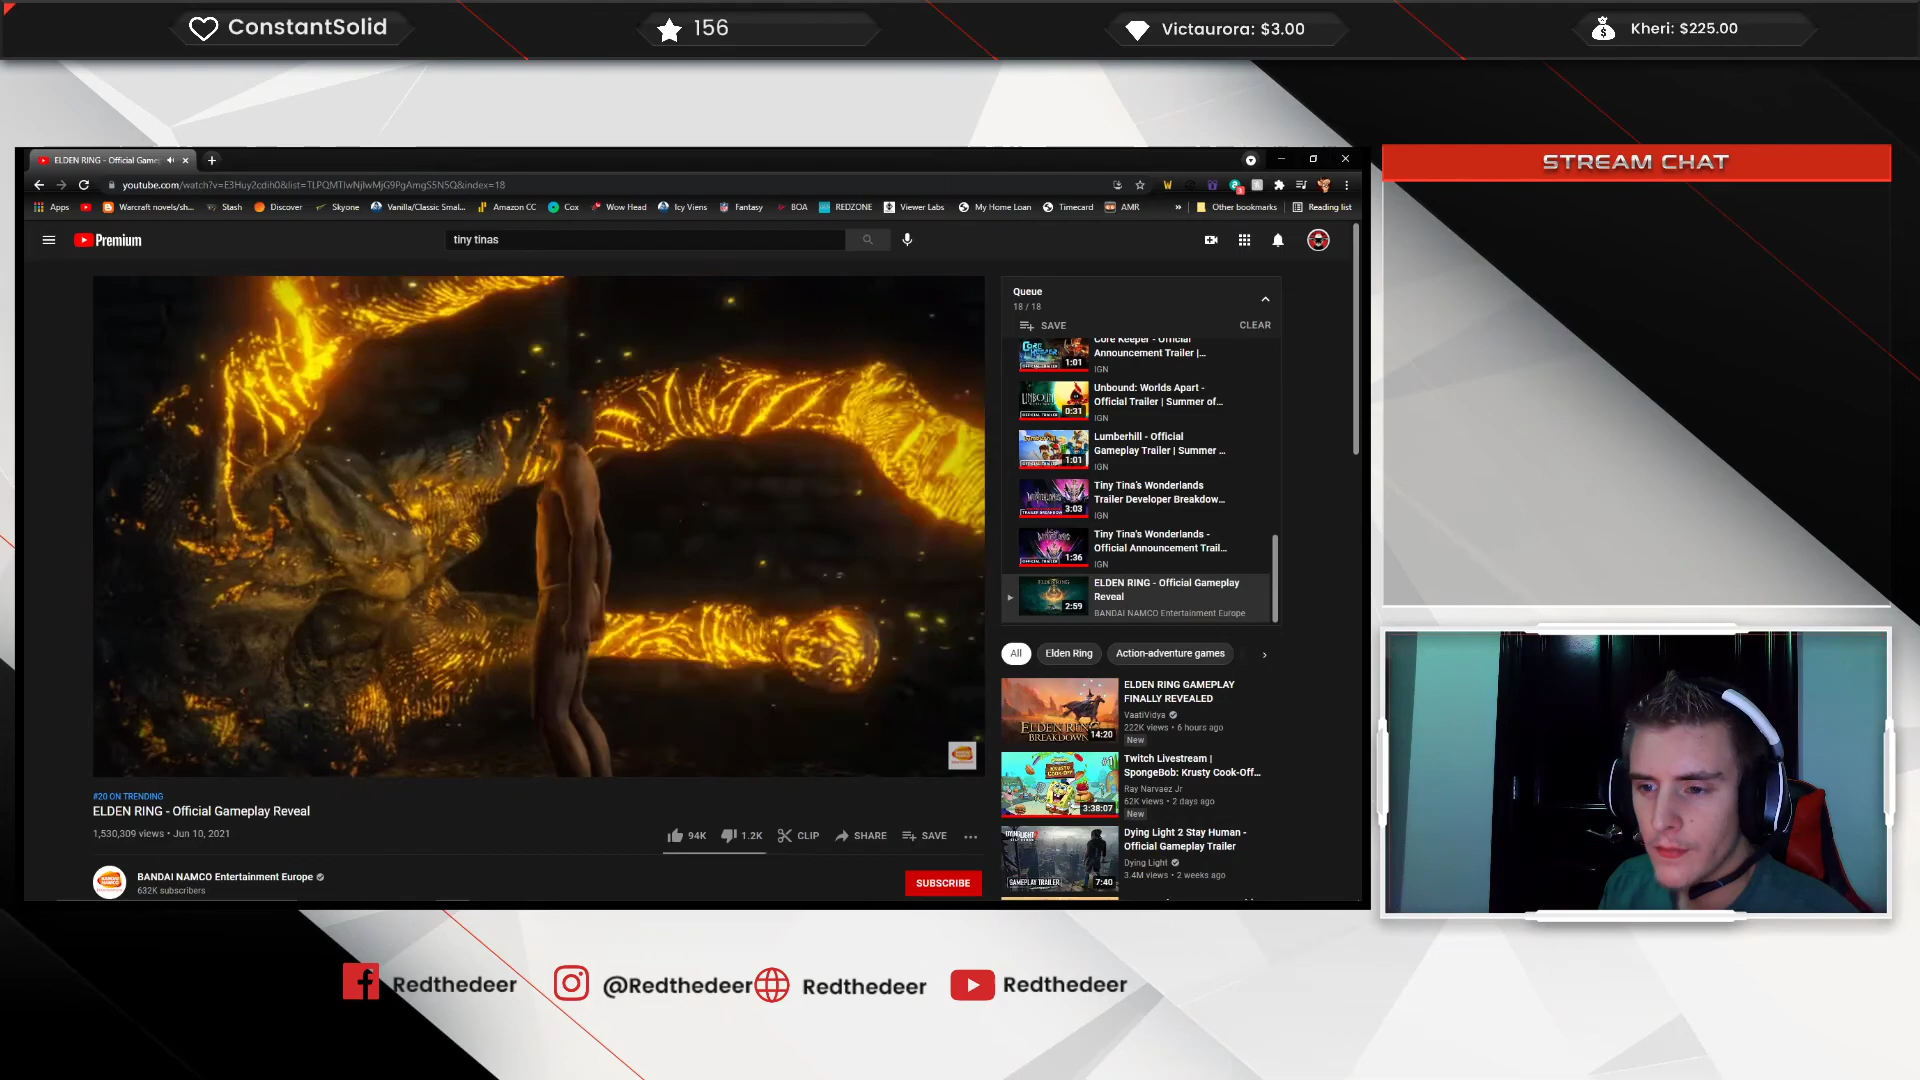 ConstantSolid
156
Victaurora: $3.00
Kheri: $225.00
ELDEN RING - Official Game
youtube.com/watch?v=E3Huy2cdih0&list=TLPQMTIwNjIwMjG9PgAmgS5N5Q&index=18
Apps
Warcraft novels/sh...
Stash
Discover
Skyone
Vanilla/Classic Smal...
Amazon CC
Cox
Wow Head
Icy Viens
Fantasy
BOA
REDZONE
Viewer Labs
My Home Loan
Timecard
AMR
»
Other bookmarks
Reading list
Premium
tiny tinas
Queue
18 / 18
SAVE
CLEAR
Core Keeper - Official
Announcement Trailer |...
IGN
1:01
Unbound: Worlds Apart -
Official Trailer | Summer of...
IGN
0:31
Lumberhill - Official
Gameplay Trailer | Summer ...
IGN
1:01
Tiny Tina's Wonderlands
Trailer Developer Breakdow...
IGN
3:03
Tiny Tina's Wonderlands -
Official Announcement Trail...
IGN
1:36
ELDEN RING - Official Gameplay
Reveal
BANDAI NAMCO Entertainment Europe
2:59
All
Elden Ring
Action-adventure games
ELDEN RING GAMEPLAY
FINALLY REVEALED
VaatiVidya
222K views • 6 hours ago
New
ELDEN RING
BREAKDOWN
14:20
Twitch Livestream |
SpongeBob: Krusty Cook-Off...
Ray Narvaez Jr
62K views • 2 days ago
New
#1
3:38:07
Dying Light 2 Stay Human -
Official Gameplay Trailer
Dying Light
3.4M views • 2 weeks ago
GAMEPLAY TRAILER
7:40
#20 ON TRENDING
ELDEN RING - Official Gameplay Reveal
1,530,309 views • Jun 10, 2021
94K
1.2K
CLIP
SHARE
SAVE
BANDAI NAMCO Entertainment Europe
632K subscribers
SUBSCRIBE
STREAM CHAT
Redthedeer
@Redthedeer
Redthedeer
Redthedeer